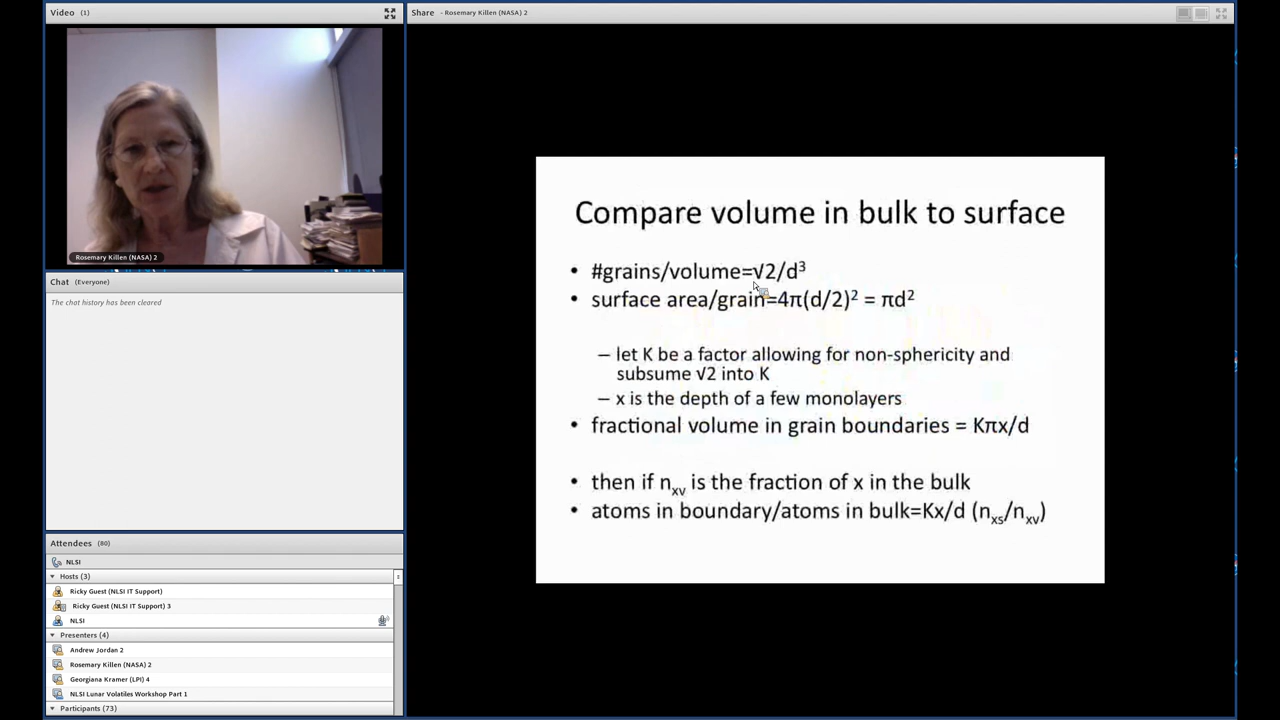 Video (1)
Rosemary Killen (NASA) 2
Chat (Everyone)
The chat history has been cleared
Attendees (80)
NLSI
Hosts (3)
Ricky Guest (NLSI IT Support)
Ricky Guest (NLSI IT Support) 3
NLSI
Presenters (4)
Andrew Jordan 2
Rosemary Killen (NASA) 2
Georgiana Kramer (LPI) 4
NLSI Lunar Volatiles Workshop Part 1
Participants (73)
Share - Rosemary Killen (NASA) 2
Compare volume in bulk to surface
• #grains/volume=√2/d³
• surface area/grain=4π(d/2)² = πd²
– let K be a factor allowing for non-sphericity and
subsume √2 into K
– x is the depth of a few monolayers
• fractional volume in grain boundaries = Kπx/d
• then if nxv is the fraction of x in the bulk
• atoms in boundary/atoms in bulk=Kx/d (nxs/nxv)